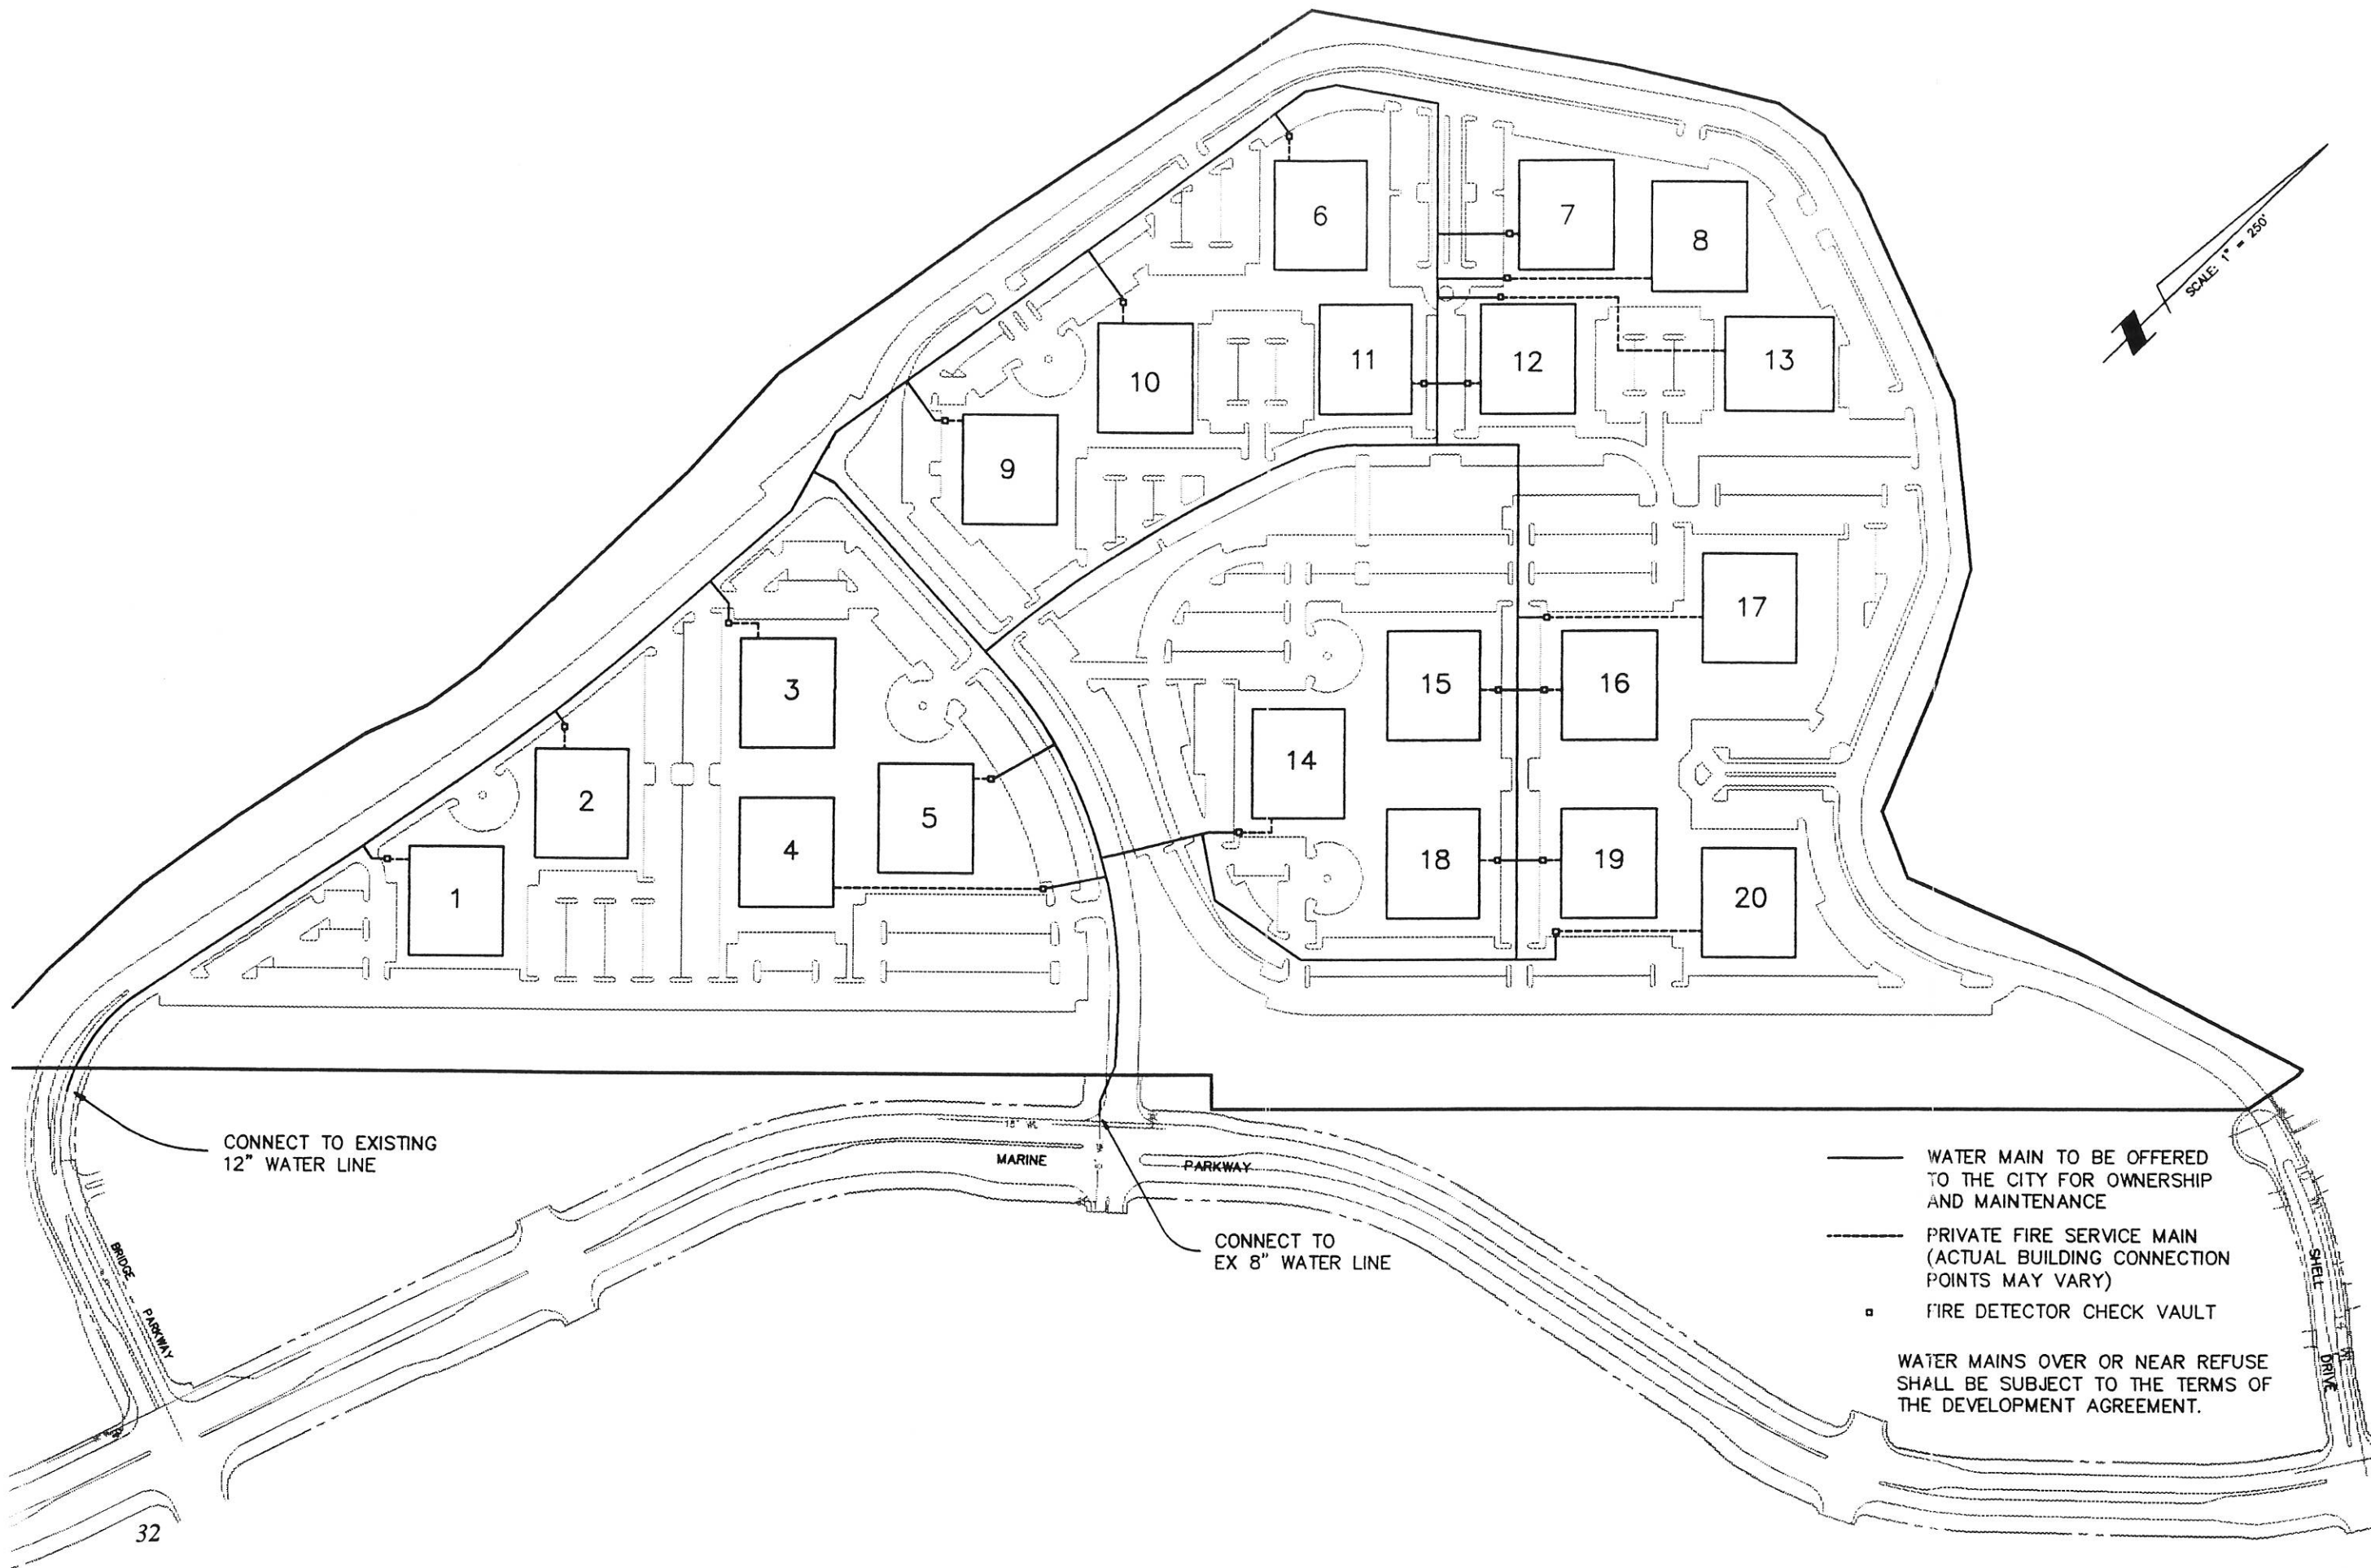 6
7
8
SCALE: 1" = 250'
11
12
13
10
9
17
3
15
16
14
2
5
4
18
19
1
20
CONNECT TO EXISTING
12" WATER LINE
MARINE
PARKWAY
CONNECT TO
EX 8" WATER LINE
WATER MAIN TO BE OFFERED
TO THE CITY FOR OWNERSHIP
AND MAINTENANCE
PRIVATE FIRE SERVICE MAIN
(ACTUAL BUILDING CONNECTION
POINTS MAY VARY)
FIRE DETECTOR CHECK VAULT
WATER MAINS OVER OR NEAR REFUSE
SHALL BE SUBJECT TO THE TERMS OF
THE DEVELOPMENT AGREEMENT.
BRIDGE
PARKWAY
SHELL
DRIVE
32